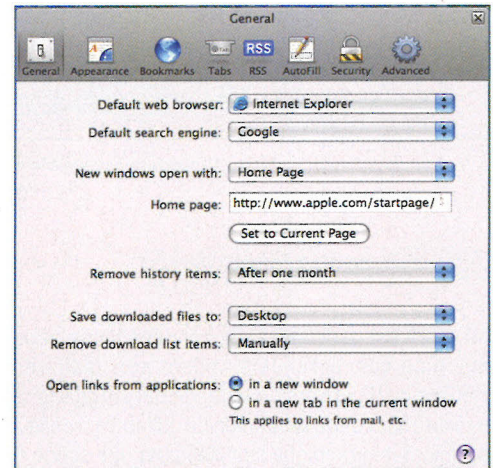 General
General Appearance Bookmarks Tabs RSS AutoFill Security Advanced
RSS
Default web browser: Internet Explorer
Default search engine: Google
New windows open with: Home Page
Home page: http://www.apple.com/startpage/
Set to Current Page
Remove history items: After one month
Save downloaded files to: Desktop
Remove download list items: Manually
Open links from applications: in a new window
in a new tab in the current window
This applies to links from mail, etc.
?